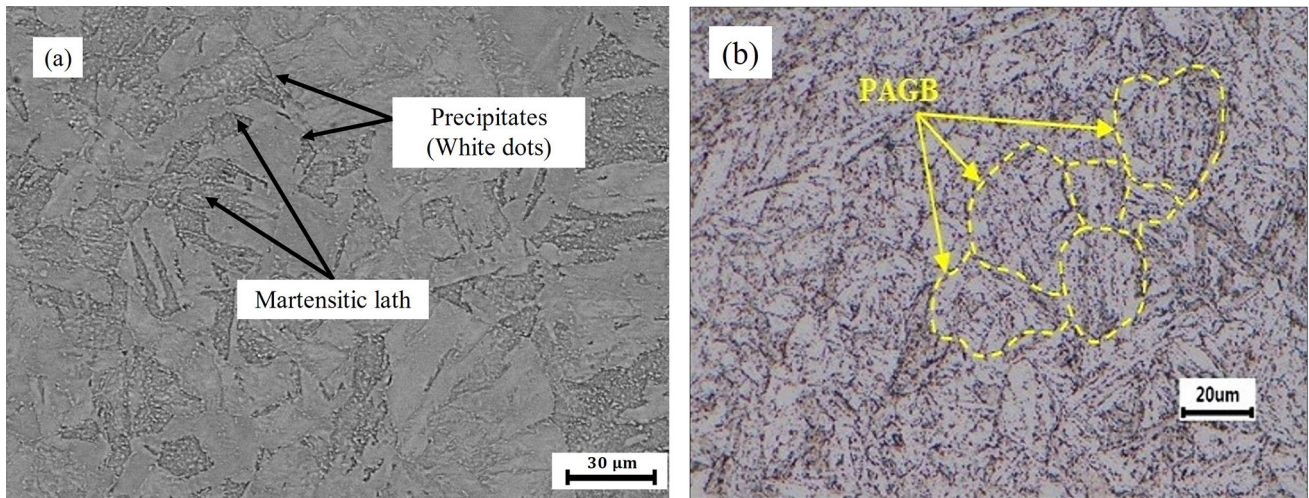 (a)
Precipitates
(White dots)
Martensitic lath
30 μm
(b)
PAGB
20um